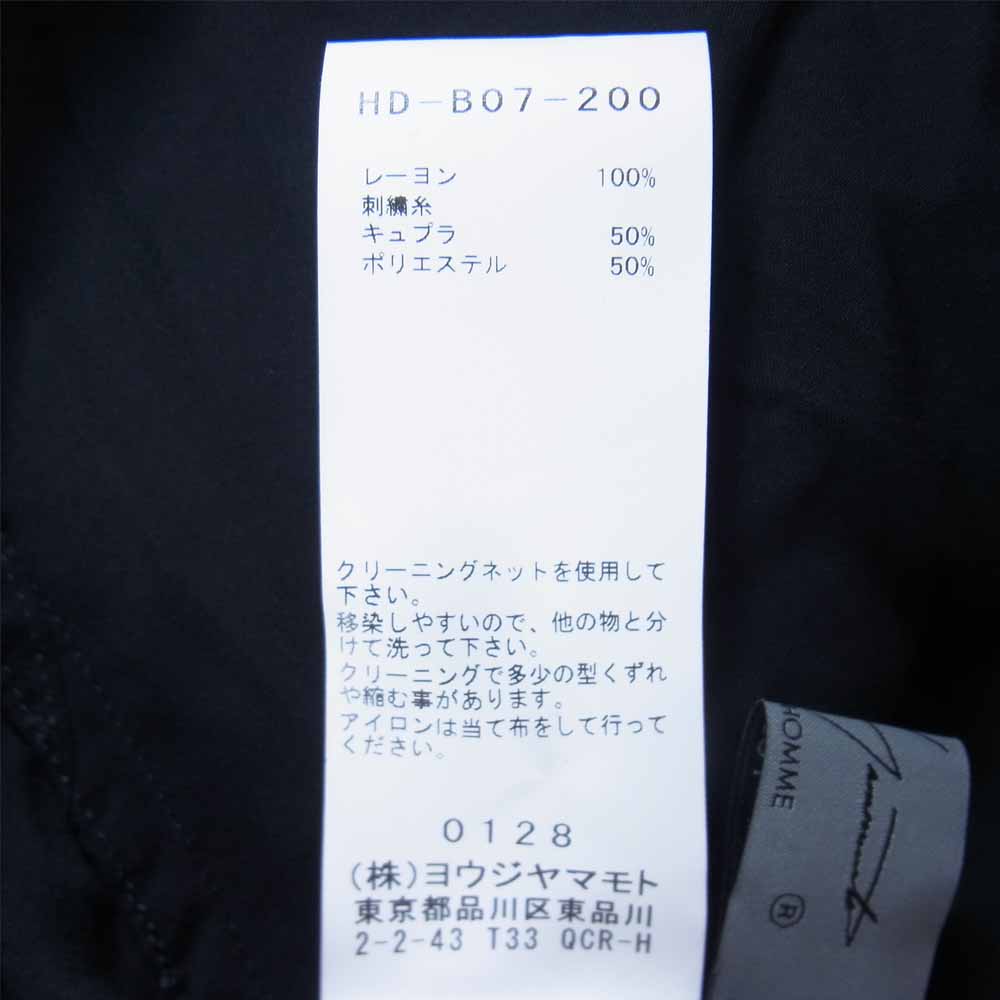 HD-B07-200
レーヨン 100%
刺繍糸
キュプラ 50%
ポリエステル 50%
クリーニングネットを使用して
下さい。
移染しやすいので、他の物と分
けて洗って下さい。
クリーニングで多少の型くずれ
や縮む事があります。
アイロンは当て布をして行って
ください。
0128
(株)ヨウジヤマモト
東京都品川区東品川
2-2-43 T33 QCR-H
HOMME
Yamamoto
®